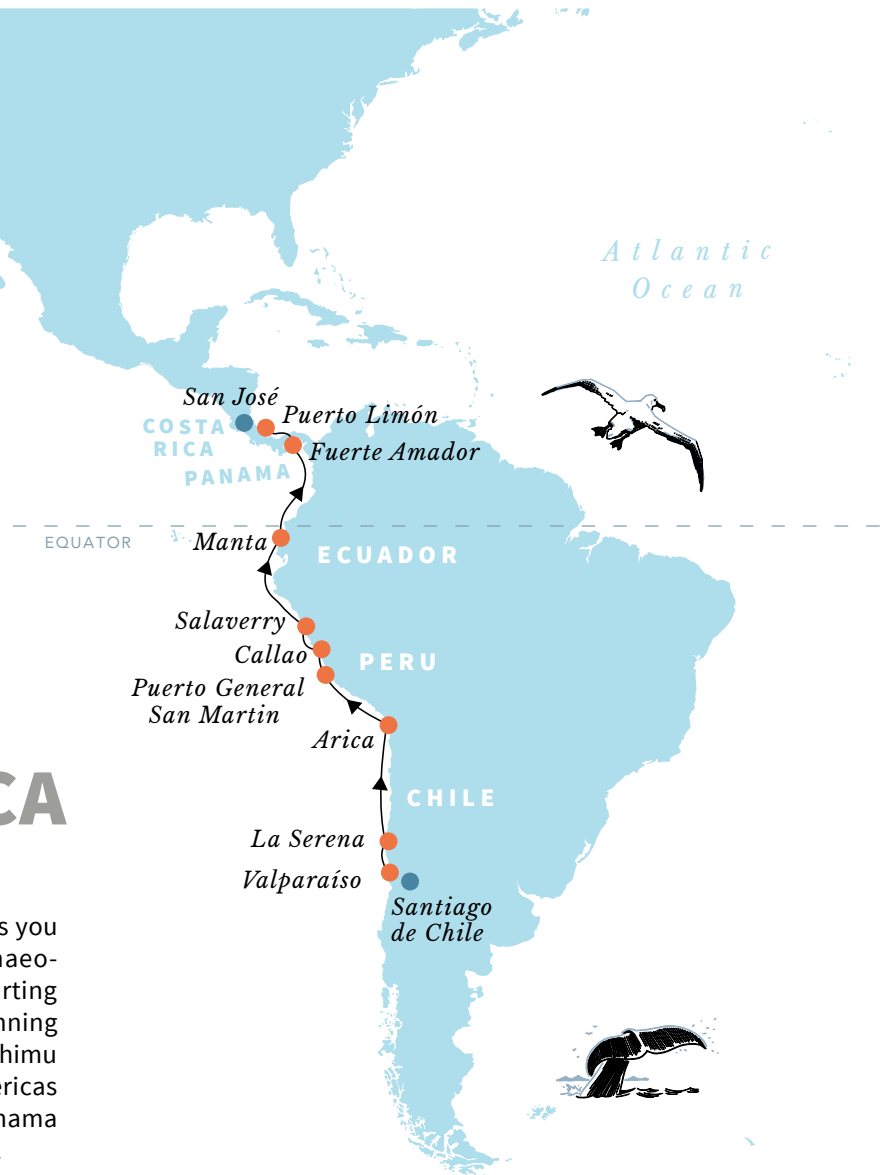 Atlantic
Ocean
San José
Puerto Limón
COSTA
RICA
Fuerte Amador
PANAMA
EQUATOR
Manta
ECUADOR
Salaverry
Callao
PERU
Puerto General
San Martin
Arica
CHILE
La Serena
Valparaíso
Santiago
de Chile
CA
s you
naeo-
rting
nning
himu
ericas
nama